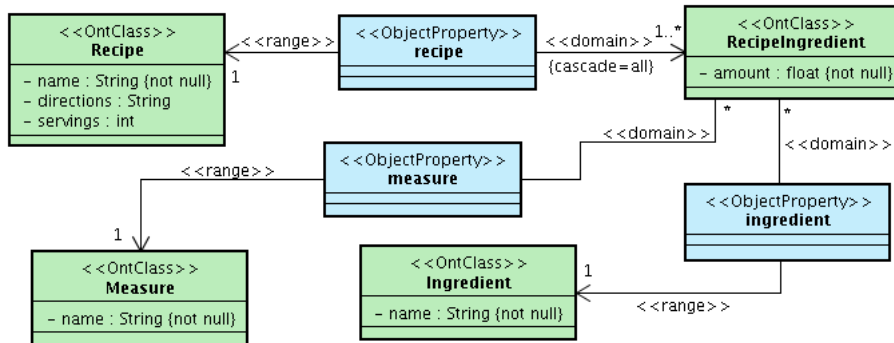 <<OntClass>>
Recipe
– name : String {not null}
– directions : String
– servings : int
<<range>>
1
<<ObjectProperty>>
recipe
<<domain>>
1..*
{cascade=all}
<<OntClass>>
RecipeIngredient
– amount : float {not null}
*
*
<<domain>>
<<domain>>
<<ObjectProperty>>
measure
<<range>>
1
<<ObjectProperty>>
ingredient
<<OntClass>>
Measure
– name : String {not null}
<<OntClass>>
Ingredient
– name : String {not null}
1
<<range>>